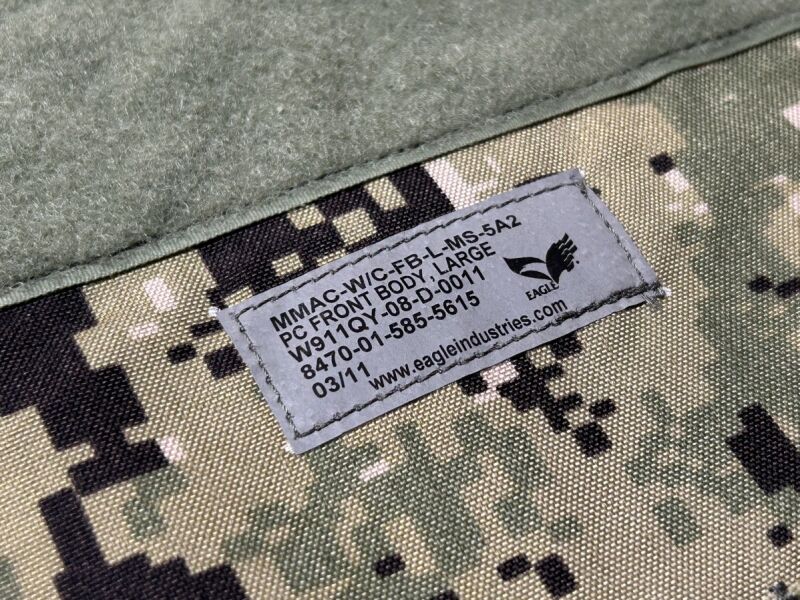 MMAC-W/C-FB-L-MS-5A2
PC FRONT BODY, LARGE
W911QY-08-D-0011
8470-01-585-5615
03/11
www.eagleindustries.com
EAGLE